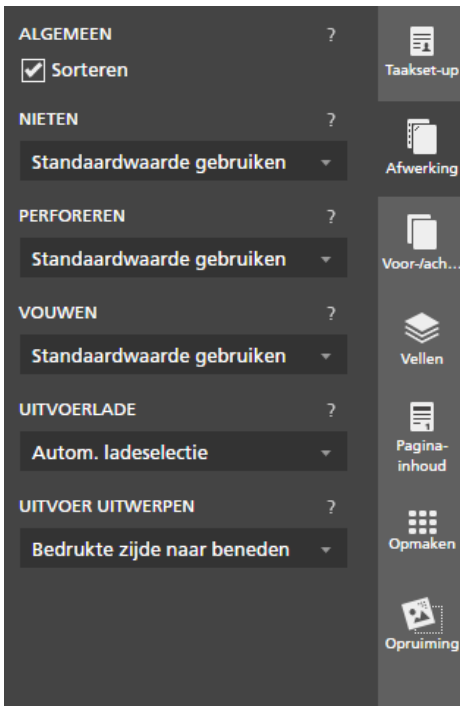 ALGEMEEN ?
Sorteren
NIETEN ?
Standaardwaarde gebruiken
PERFOREREN ?
Standaardwaarde gebruiken
VOUWEN ?
Standaardwaarde gebruiken
UITVOERLADE ?
Autom. ladeselectie
UITVOER UITWERPEN ?
Bedrukte zijde naar beneden
Taakset-up
Afwerking
Voor-/ach...
Vellen
Pagina-
inhoud
Opmaken
Opruiming